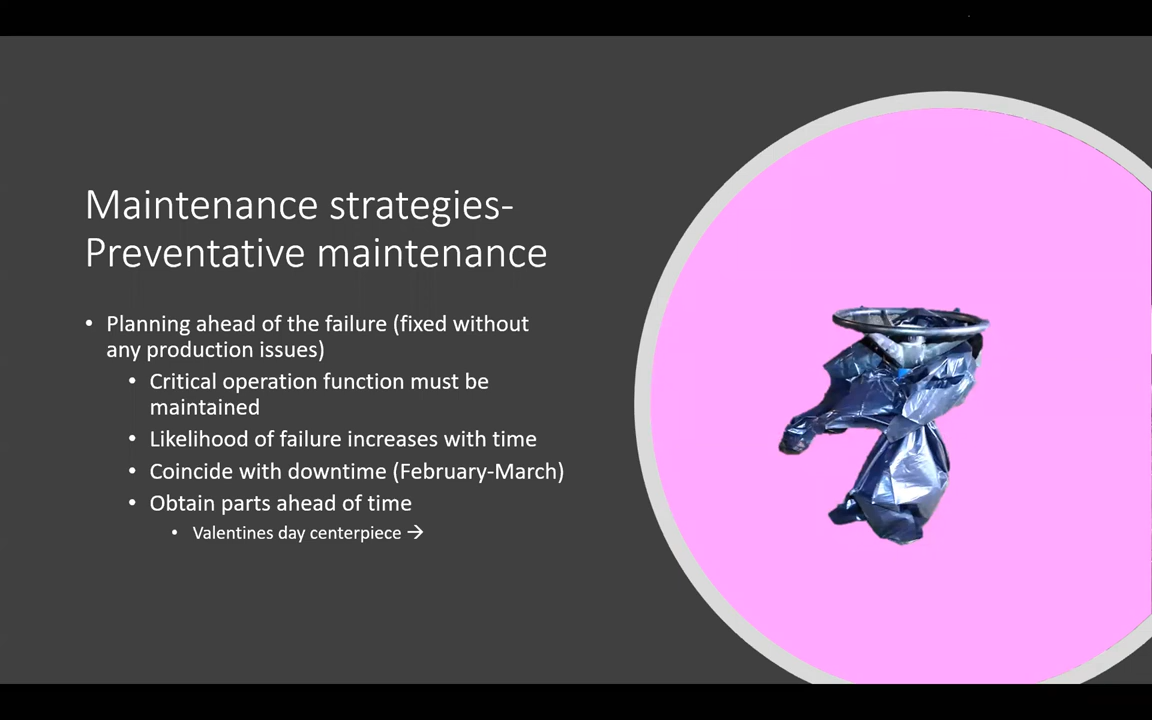 Maintenance strategies-
Preventative maintenance
• Planning ahead of the failure (fixed without
any production issues)
• Critical operation function must be
maintained
• Likelihood of failure increases with time
• Coincide with downtime (February-March)
• Obtain parts ahead of time
• Valentines day centerpiece →